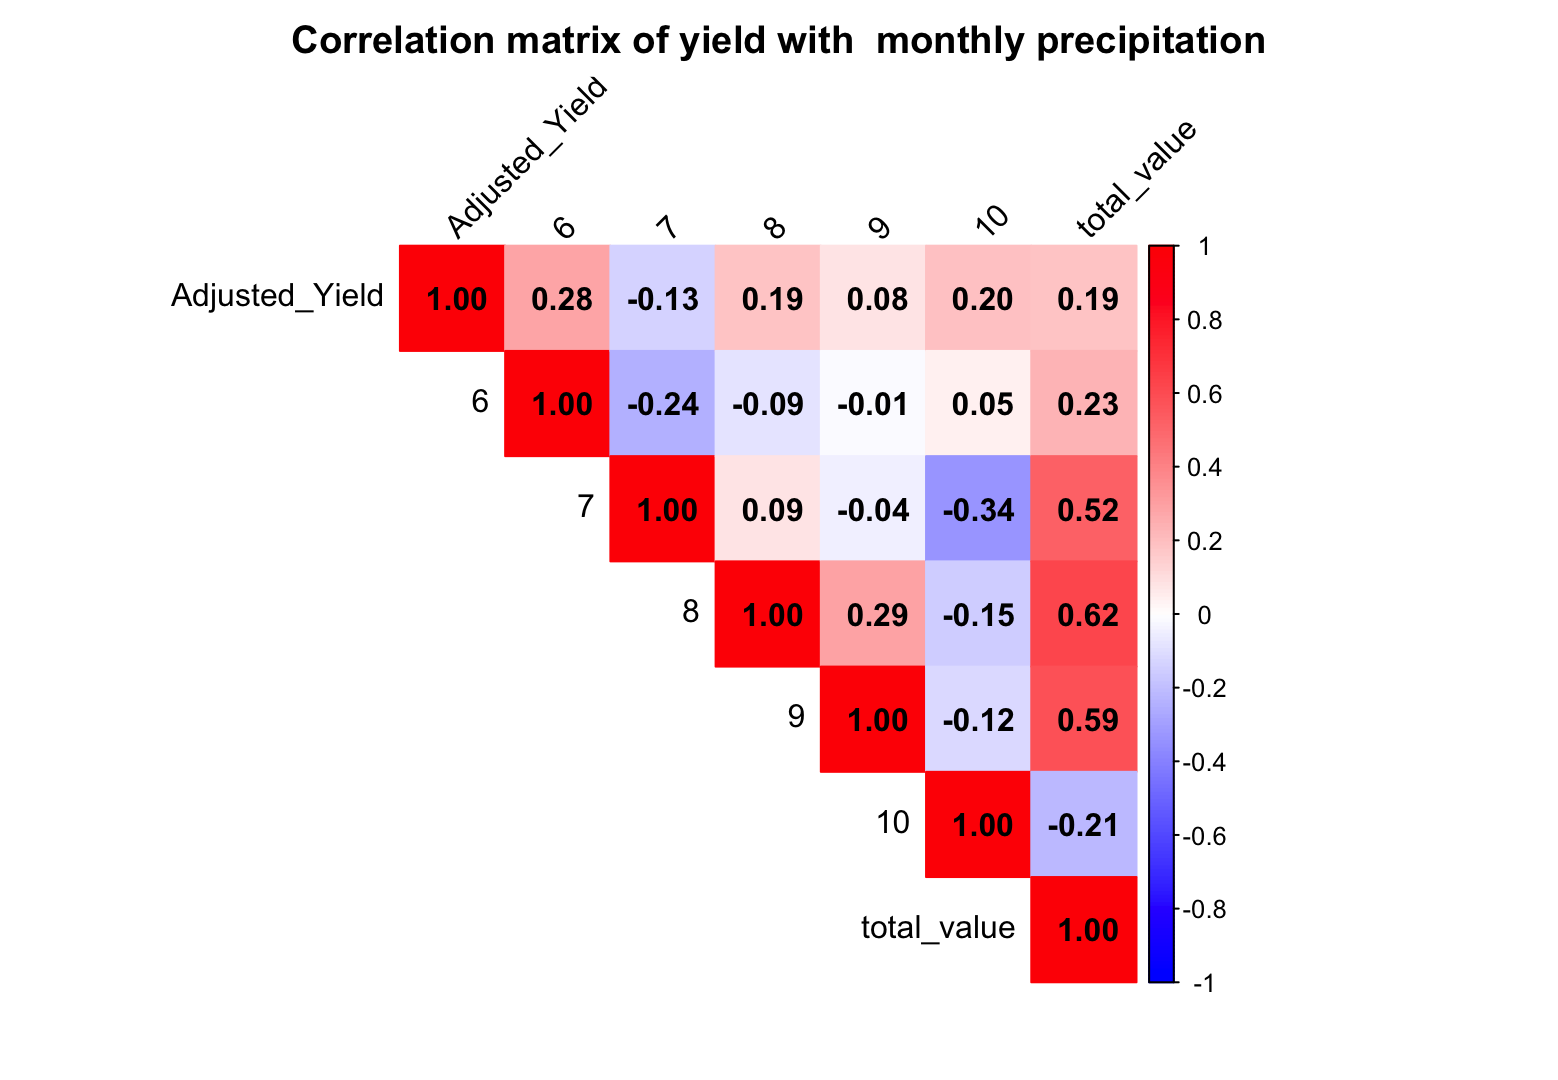 Correlation matrix of yield with  monthly precipitation
Adjusted_Yield 6 7 8 9 10 total_value
Adjusted_Yield 1.00 0.28 -0.13 0.19 0.08 0.20 0.19
6 1.00 -0.24 -0.09 -0.01 0.05 0.23
7 1.00 0.09 -0.04 -0.34 0.52
8 1.00 0.29 -0.15 0.62
9 1.00 -0.12 0.59
10 1.00 -0.21
total_value 1.00
1
0.8
0.6
0.4
0.2
0
-0.2
-0.4
-0.6
-0.8
-1